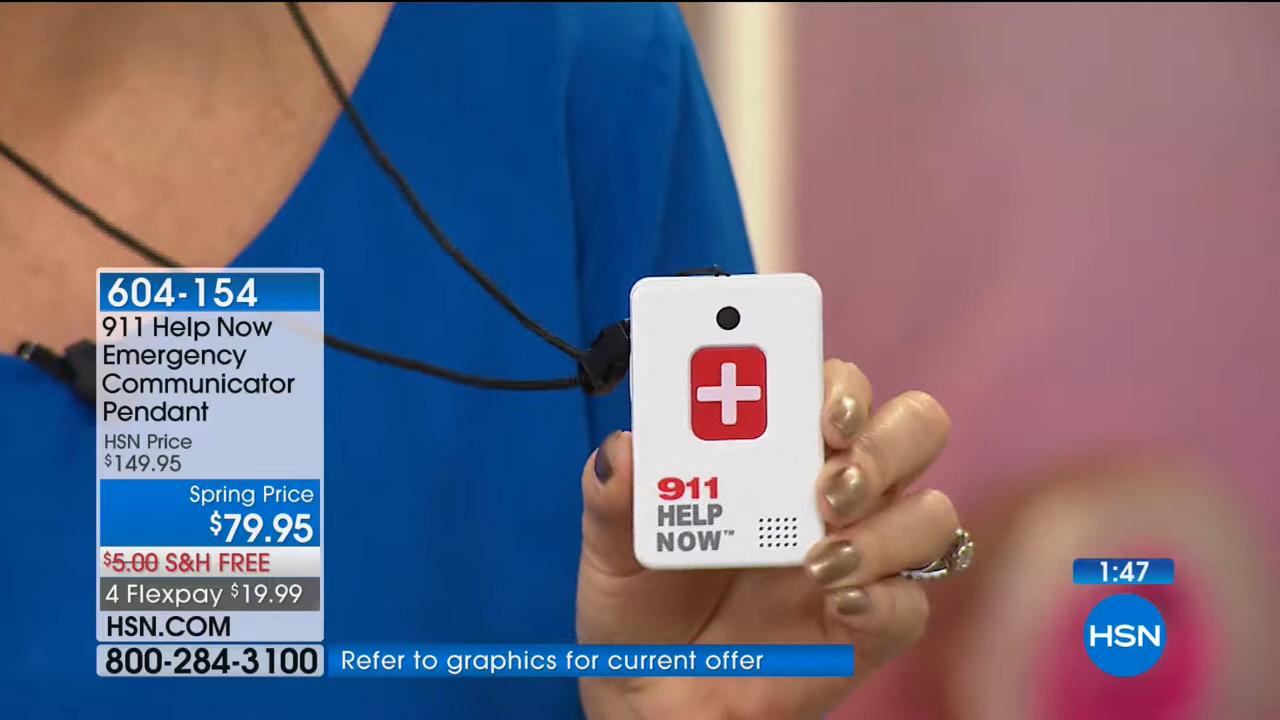 604-154
911 Help Now
Emergency
Communicator
Pendant
HSN Price
$149.95
Spring Price
$79.95
$5.00 S&H FREE
4 Flexpay $19.99
HSN.COM
800-284-3100
Refer to graphics for current offer
911
HELP
NOW™
1:47
HSN